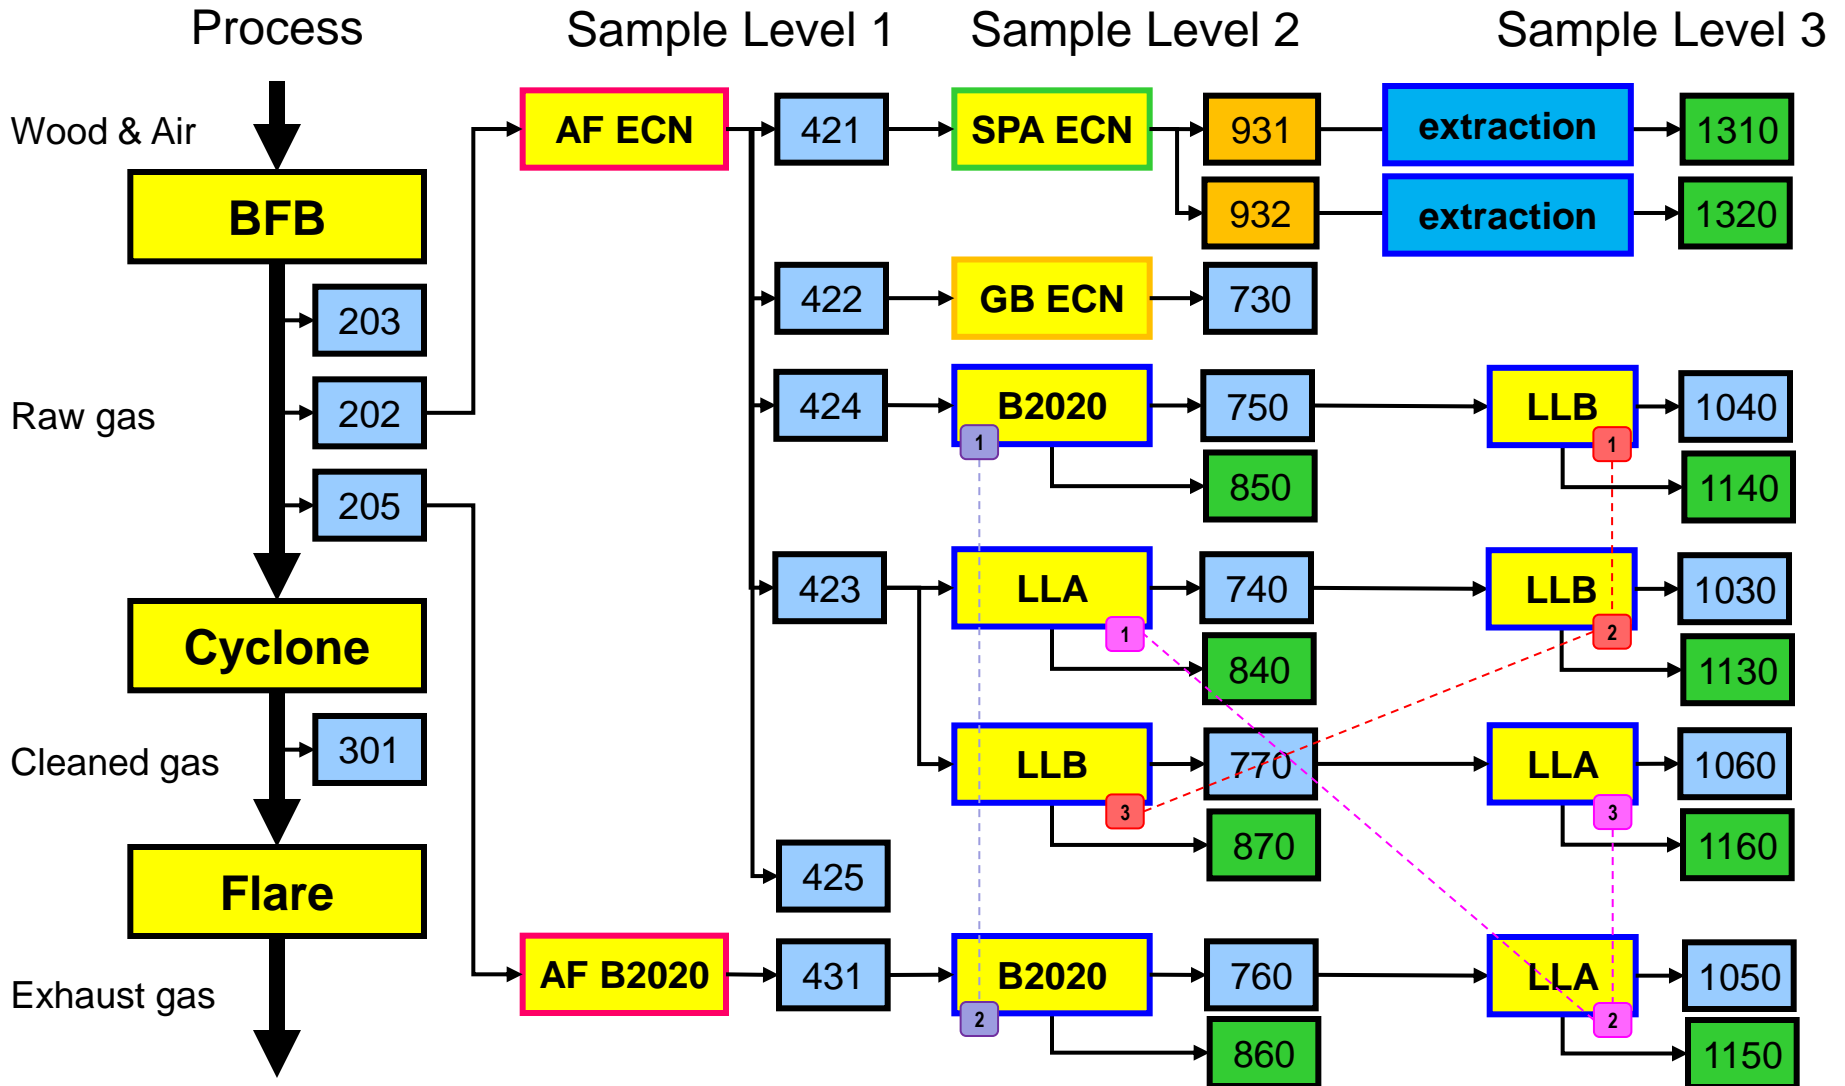 Process
Sample Level 1
Sample Level 2
Sample Level 3
Wood & Air
AF ECN
421
SPA ECN
931
extraction
1310
BFB
932
extraction
1320
203
422
GB ECN
730
Raw gas
202
424
B2020
1
750
LLB
1
1040
850
1140
205
423
LLA
1
740
LLB
2
1030
Cyclone
840
1130
Cleaned gas
301
LLB
3
770
LLA
3
1060
870
1160
Flare
425
Exhaust gas
AF B2020
431
B2020
2
760
LLA
2
1050
860
1150